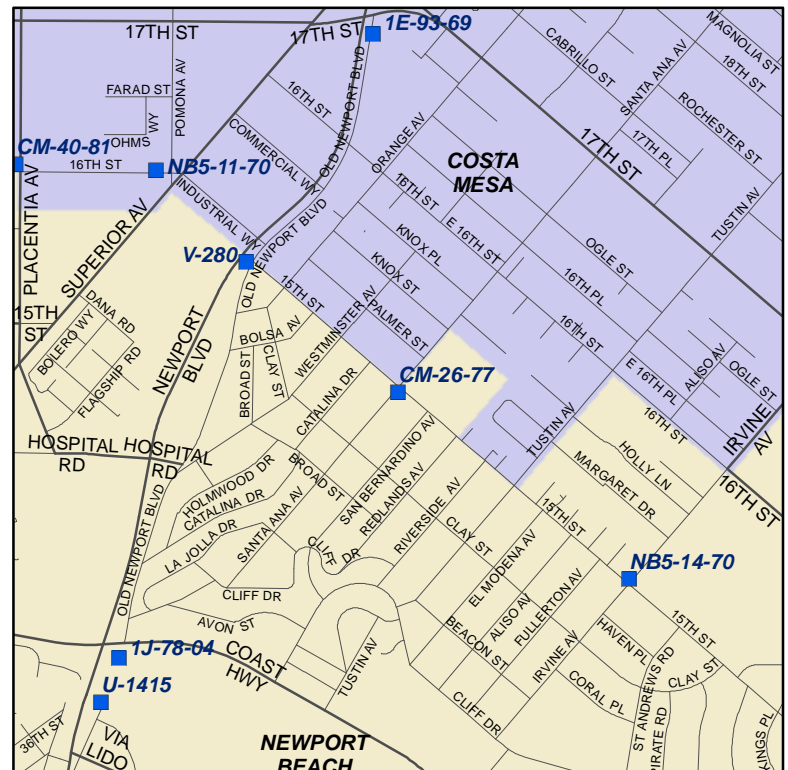 17TH ST
17TH ST
1E-93-69
MAGNOLIA ST
CABRILLO ST
SANTA ANA AV
18TH ST
FARAD ST
POMONA AV
16TH ST
OLD NEWPORT BLVD
ORANGE AV
ROCHESTER ST
17TH PL
17TH ST
OHMS
WY
CM-40-81
16TH ST
NB5-11-70
COMMERCIAL WY
COSTA
MESA
TUSTIN AV
PLACENTIA AV
SUPERIOR AV
INDUSTRIAL WY
OLD NEWPORT BLVD
16TH ST
E 16TH ST
KNOX PL
KNOX ST
OGLE ST
16TH PL
V-280
15TH ST
PALMER ST
16TH ST
WESTMINSTER AV
15TH
ST
DANA RD
BOLERO WY
FLAGSHIP RD
NEWPORT
BLVD
BOLSA AV
CLAY ST
BROAD ST
CATALINA DR
CM-26-77
E 16TH PL
ALISO AV
OGLE ST
16TH ST
IRVINE
AV
TUSTIN AV
HOLLY LN
MARGARET DR
16TH ST
HOSPITAL
RD
HOSPITAL
RD
HOLMWOOD DR
CATALINA DR
BROAD ST
SAN BERNARDINO AV
REDLANDS AV
RIVERSIDE AV
SANTA ANA AV
LA JOLLA DR
CLIFF
DR
CLAY ST
15TH ST
OLD NEWPORT BLVD
EL MODENA AV
ALISO AV
FULLERTON AV
NB5-14-70
CLIFF DR
AVON ST
BEACON ST
IRVINE AV
HAVEN PL
15TH ST
CLAY ST
1J-78-04
COAST
HWY
TUSTIN AV
CLIFF DR
CORAL PL
ST ANDREWS RD
PIRATE RD
U-1415
36TH ST
VIA
LIDO
NEWPORT
BEACH
KINGS PL